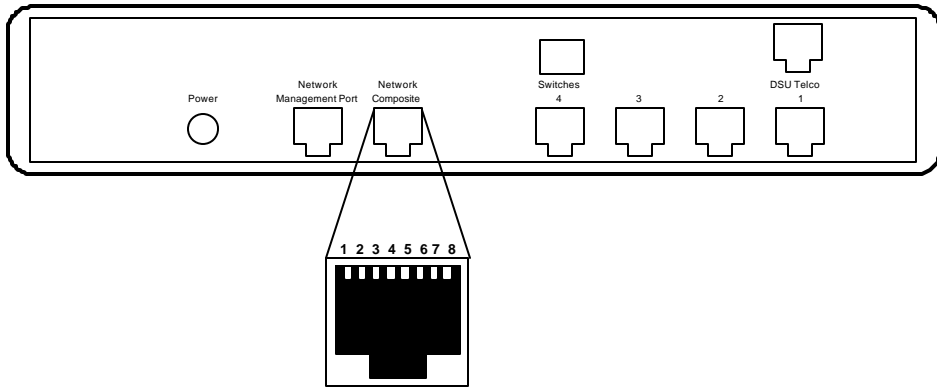 Power
Network
Management Port
Network
Composite
Switches
4
3
2
DSU Telco
1
1 2 3 4 5 6 7 8